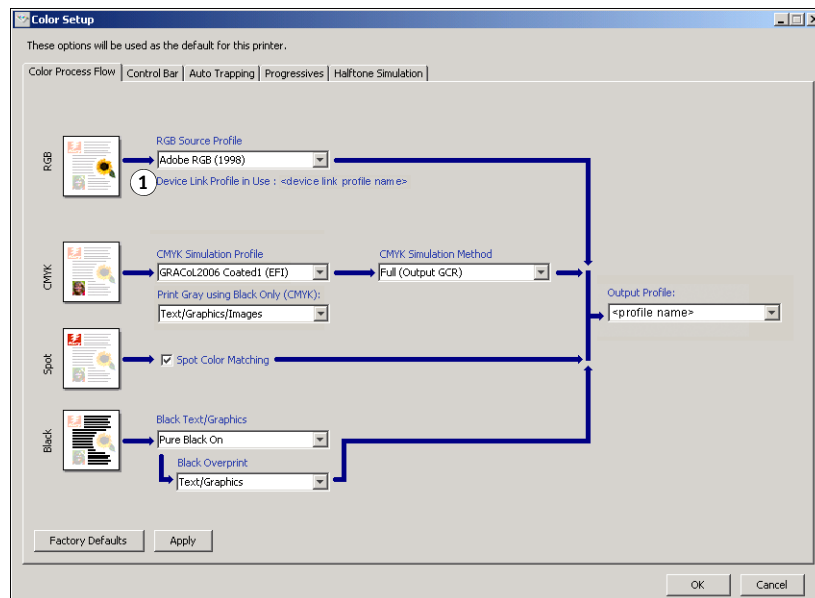 Color Setup
These options will be used as the default for this printer.
Color Process Flow Control Bar Auto Trapping Progressives Halftone Simulation
RGB
RGB Source Profile
Adobe RGB (1998)
1 Device Link Profile in Use : <device link profile name>
CMYK
CMYK Simulation Profile CMYK Simulation Method
GRACoL2006 Coated1 (EFI) Full (Output GCR)
Print Gray using Black Only (CMYK):
Text/Graphics/Images
Output Profile:
<profile name>
Spot
Spot Color Matching
Black
Black Text/Graphics
Pure Black On
Black Overprint
Text/Graphics
Factory Defaults Apply
OK Cancel